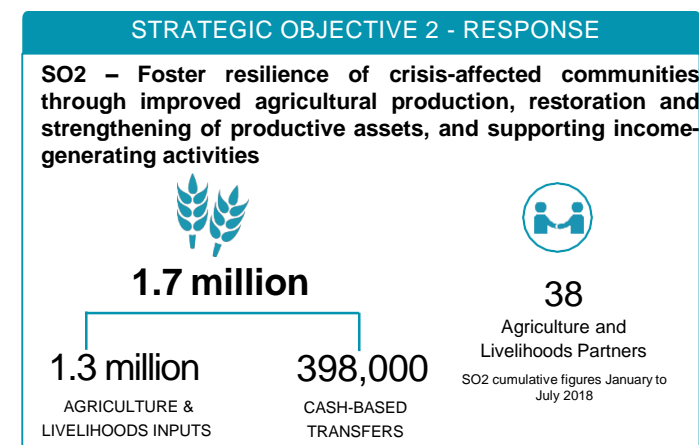 STRATEGIC OBJECTIVE 2 - RESPONSE
SO2 – Foster resilience of crisis-affected communities
through improved agricultural production, restoration and
strengthening of productive assets, and supporting income-
generating activities
1.7 million
1.3 million
AGRICULTURE &
LIVELIHOODS INPUTS
398,000
CASH-BASED
TRANSFERS
38
Agriculture and
Livelihoods Partners
SO2 cumulative figures January to
July 2018